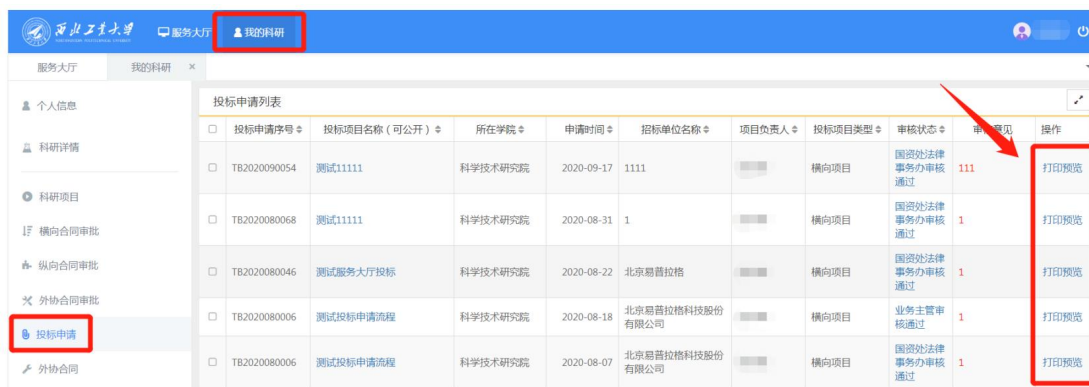 西北工业大学 服务大厅 我的科研
服务大厅 我的科研 ×
个人信息
科研详情
科研项目
横向合同审批
纵向合同审批
外协合同审批
投标申请
外协合同
投标申请列表
投标申请序号 投标项目名称（可公开） 所在学院 申请时间 招标单位名称 项目负责人 投标项目类型 审核状态 操作
TB2020090054 测试11111 科学技术研究院 2020-09-17 1111 横向项目 国资处法律事务办审核通过 111 打印预览
TB2020080068 测试11111 科学技术研究院 2020-08-31 1 横向项目 国资处法律事务办审核通过 1 打印预览
TB2020080046 测试服务大厅投标 科学技术研究院 2020-08-22 北京易普拉格 横向项目 国资处法律事务办审核通过 1 打印预览
TB2020080006 测试投标申请流程 科学技术研究院 2020-08-18 北京易普拉格科技股份有限公司 横向项目 业务主管审核通过 1 打印预览
TB2020080006 测试投标申请流程 科学技术研究院 2020-08-07 北京易普拉格科技股份有限公司 横向项目 国资处法律事务办审核通过 1 打印预览